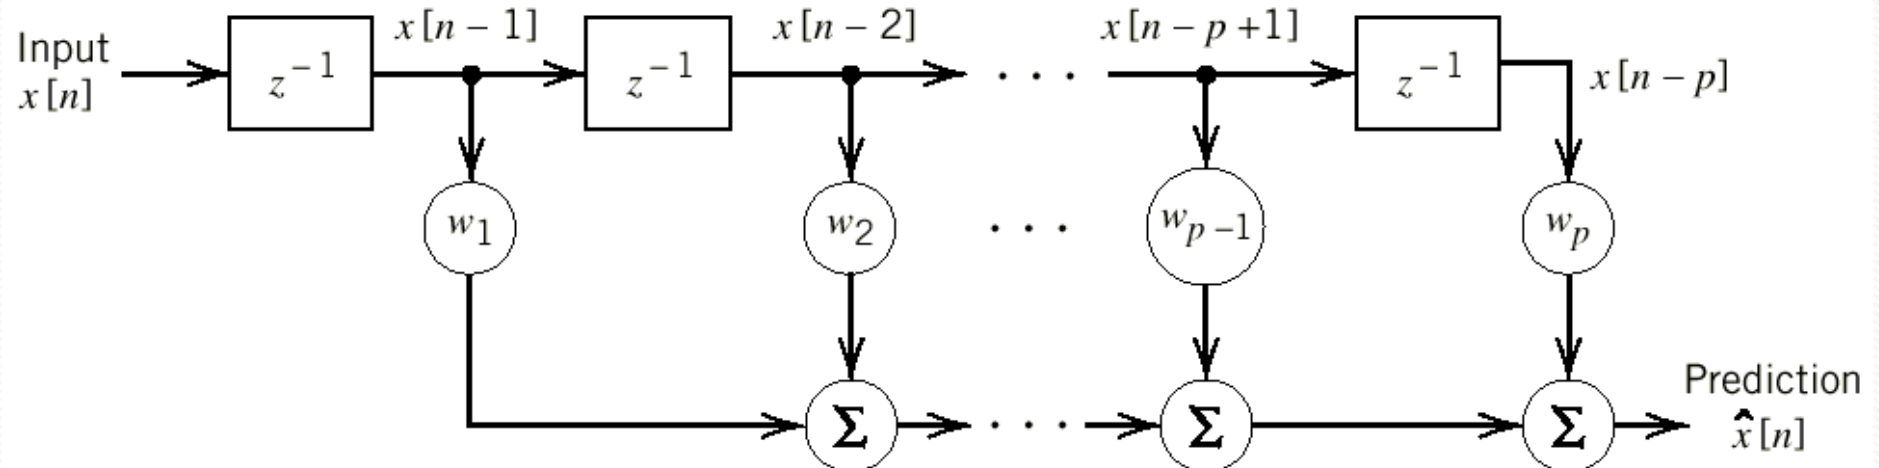 Input
x[n]
z⁻¹
x[n − 1]
z⁻¹
x[n − 2]
. . .
x[n − p + 1]
z⁻¹
x[n − p]
w₁
w₂
. . .
wₚ₋₁
wₚ
Σ
. . .
Σ
Σ
Prediction
x̂[n]